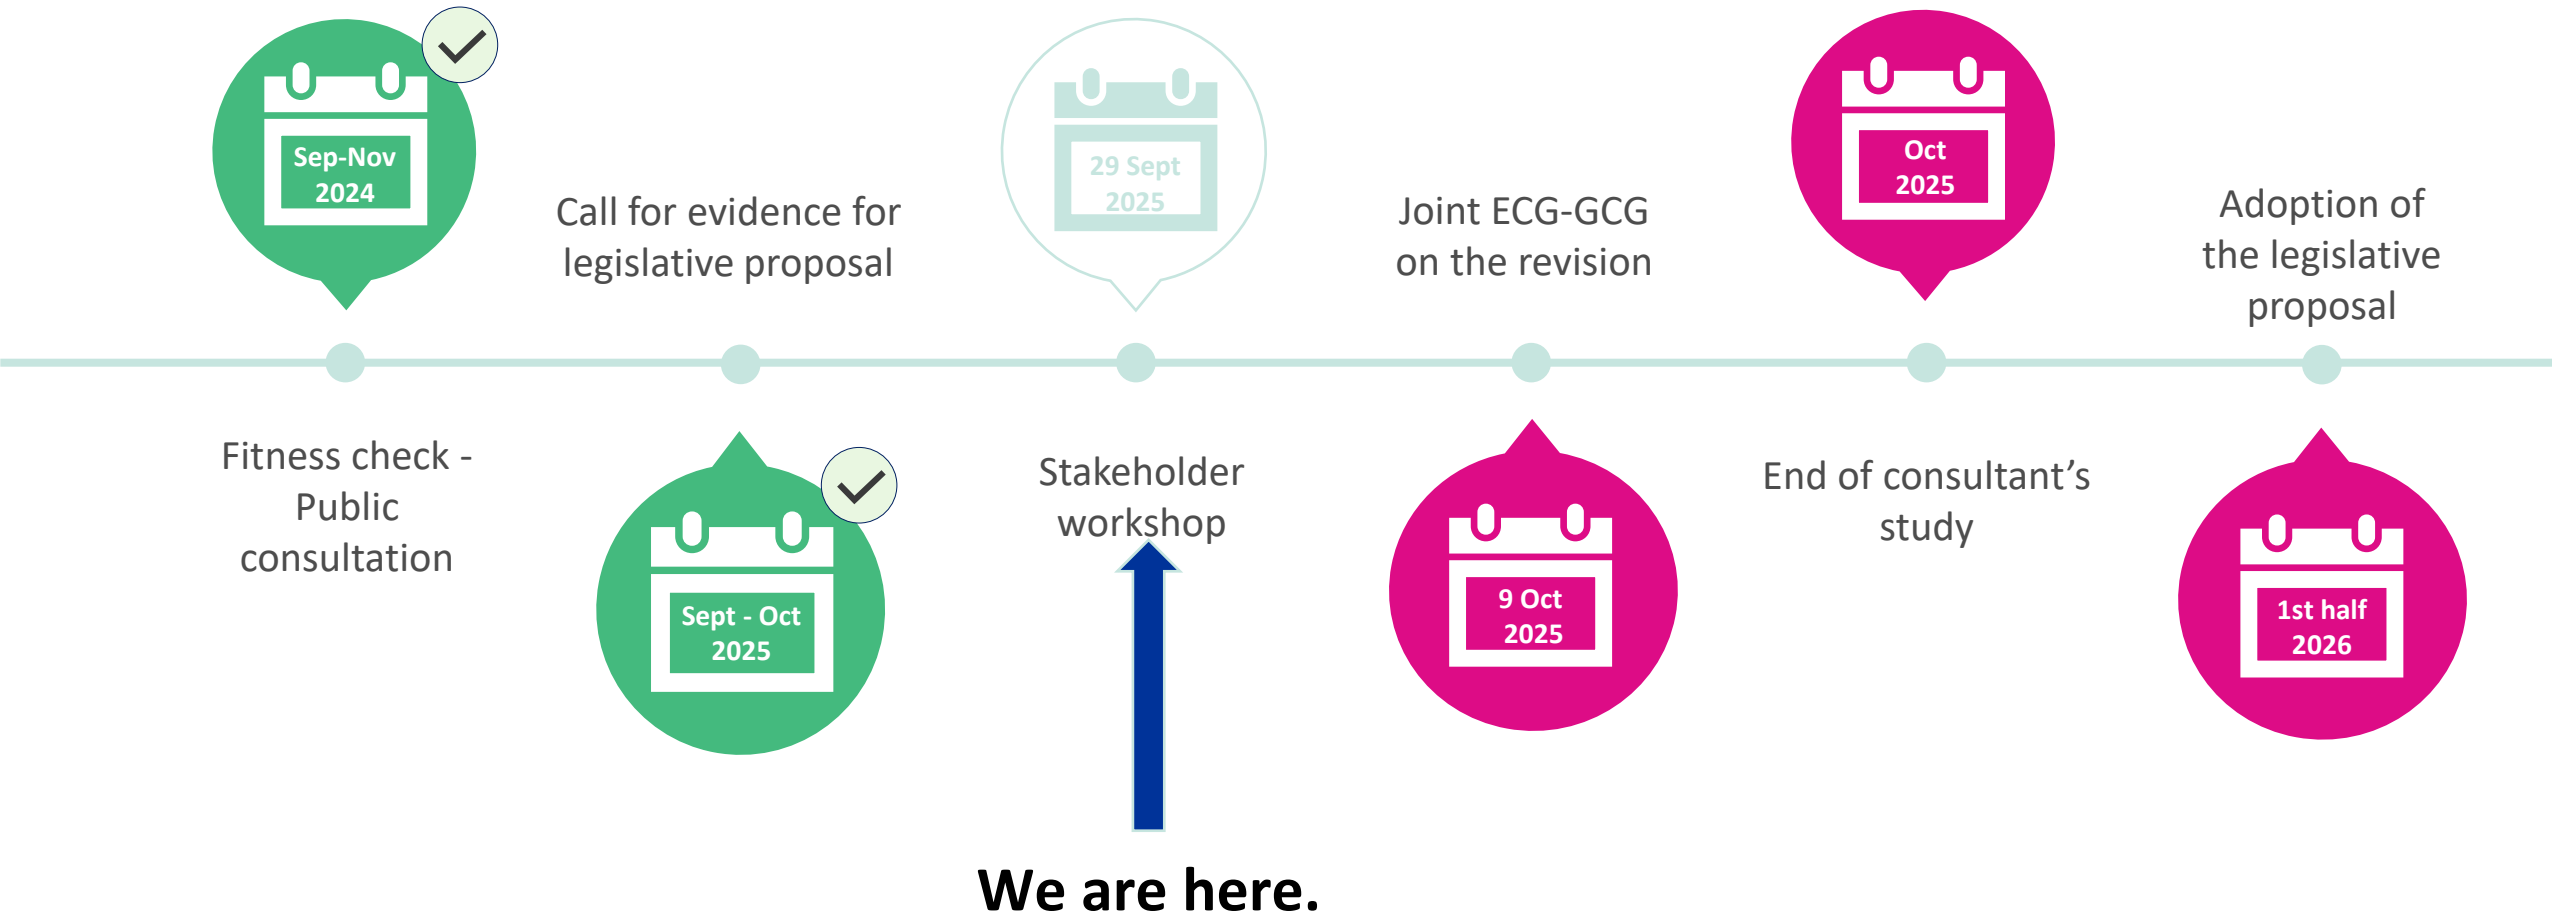 Sep-Nov
2024
Fitness check -
Public
consultation
Call for evidence for
legislative proposal
Sept - Oct
2025
29 Sept
2025
Stakeholder
workshop
We are here.
Joint ECG-GCG
on the revision
9 Oct
2025
Oct
2025
End of consultant’s
study
Adoption of
the legislative
proposal
1st half
2026